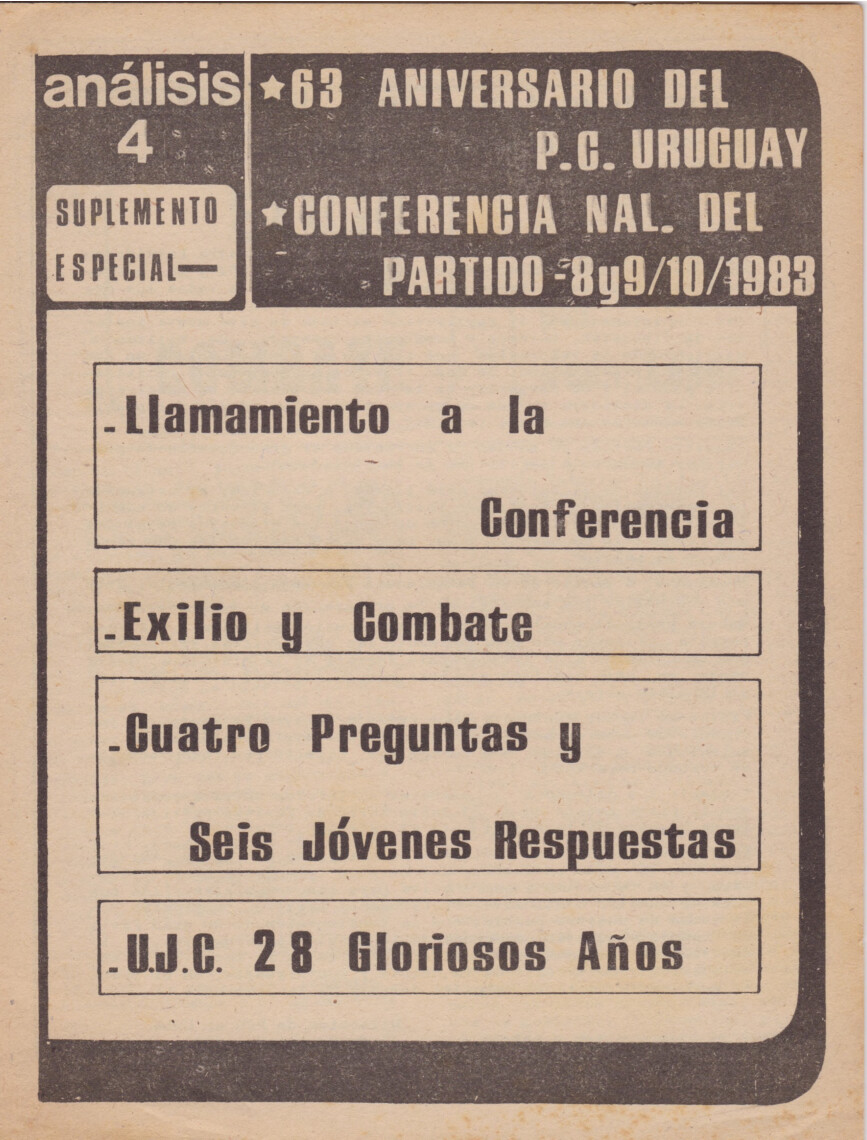 análisis
4
SUPLEMENTO
ESPECIAL—
★63 ANIVERSARIO DEL
P.C. URUGUAY
★CONFERENCIA NAL. DEL
PARTIDO-8y9/10/1983
-Llamamiento a la
Conferencia
-Exilio y Combate
-Cuatro Preguntas y
Seis Jóvenes Respuestas
-U.J.C. 28 Gloriosos Años